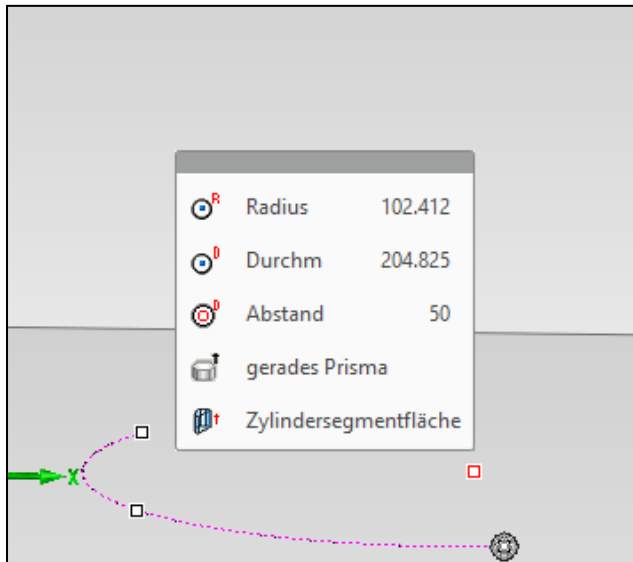 R Radius 102.412
D Durchm 204.825
D Abstand 50
gerades Prisma
Zylindersegmentfläche
X